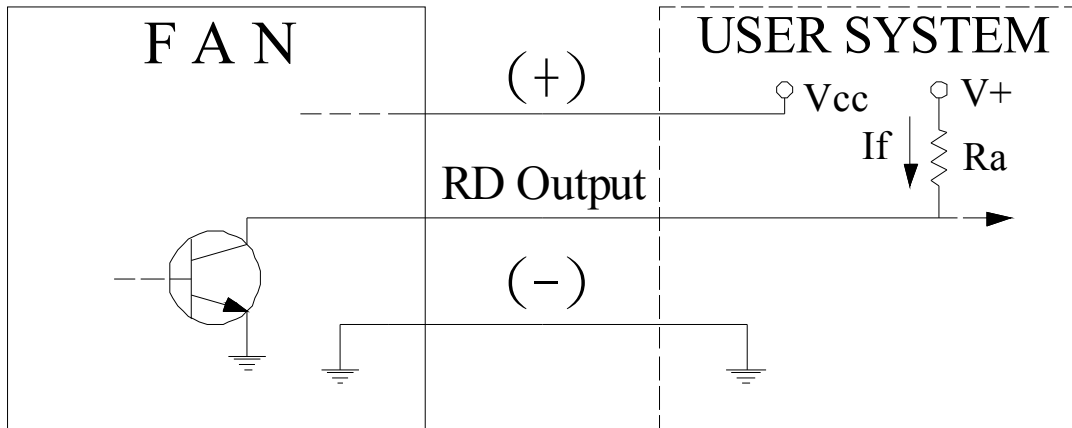 F A N
USER SYSTEM
(+)
Vcc
V+
If
Ra
RD Output
(-)